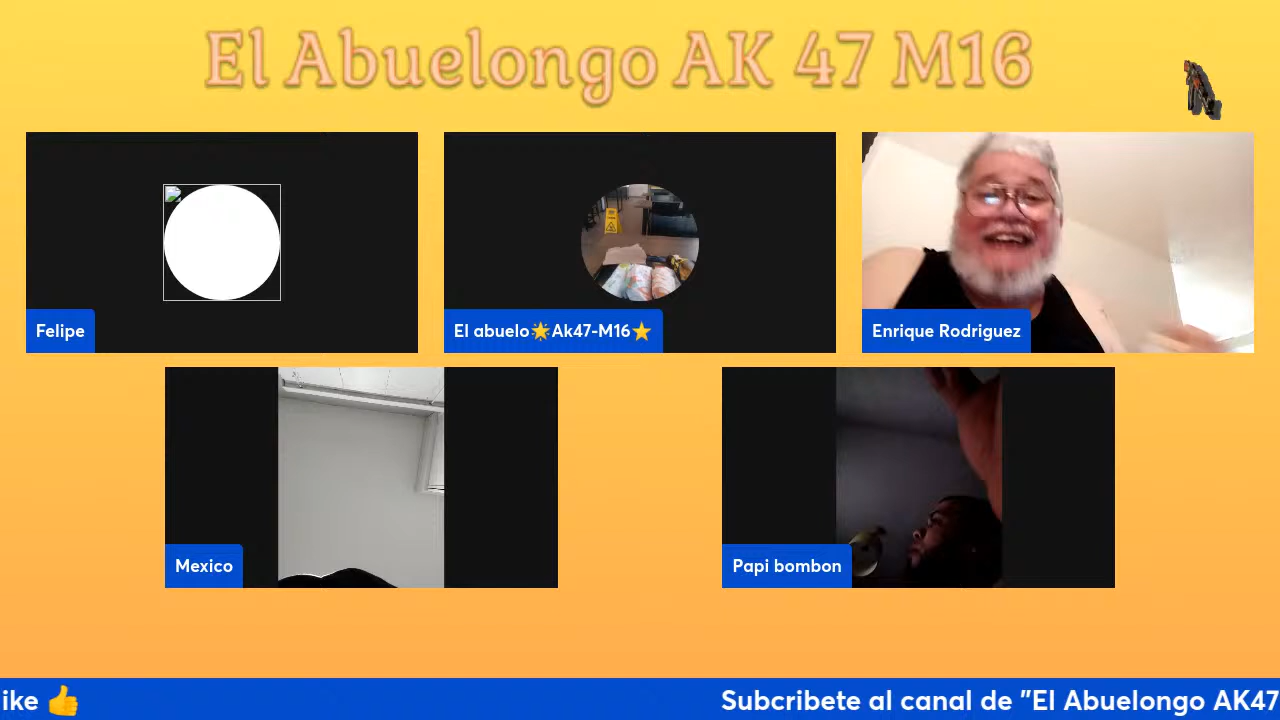 El Abuelongo AK 47 M16
Felipe
El abuelo🌟Ak47-M16⭐
Enrique Rodriguez
Mexico
Papi bombon
ike 👍 Subcribete al canal de "El Abuelongo AK47